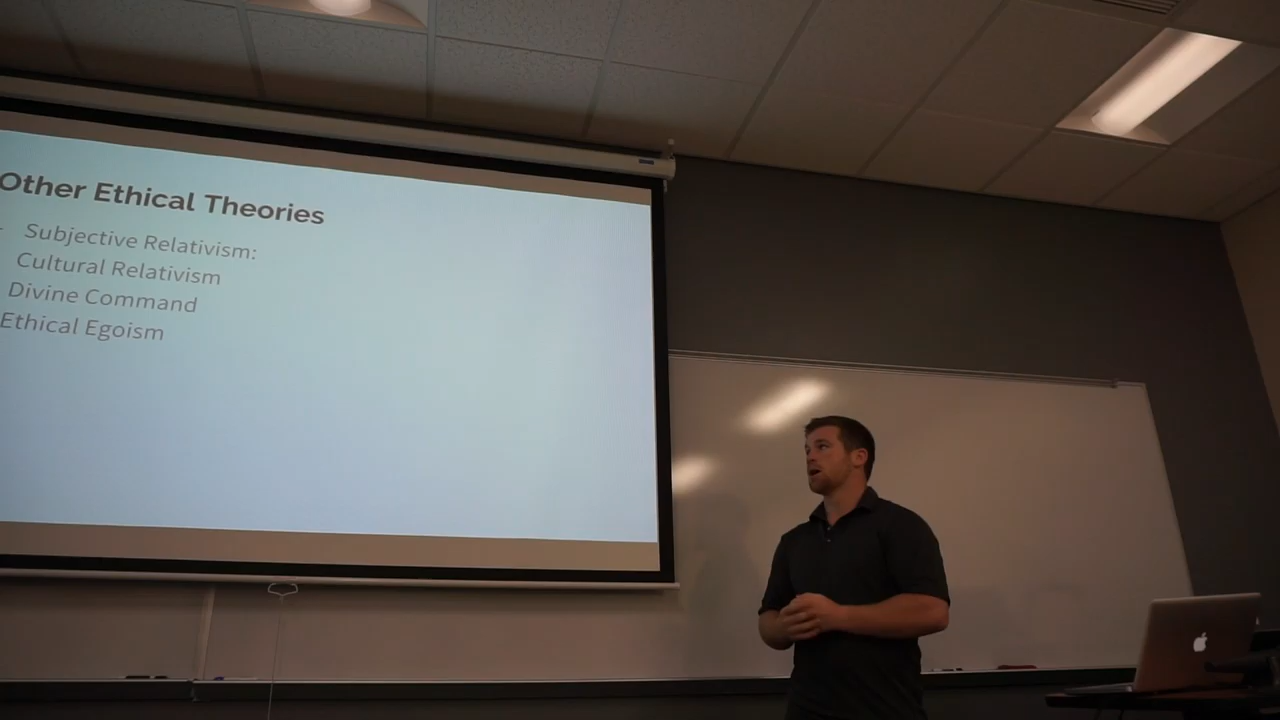 Other Ethical Theories
- Subjective Relativism:
Cultural Relativism
Divine Command
Ethical Egoism